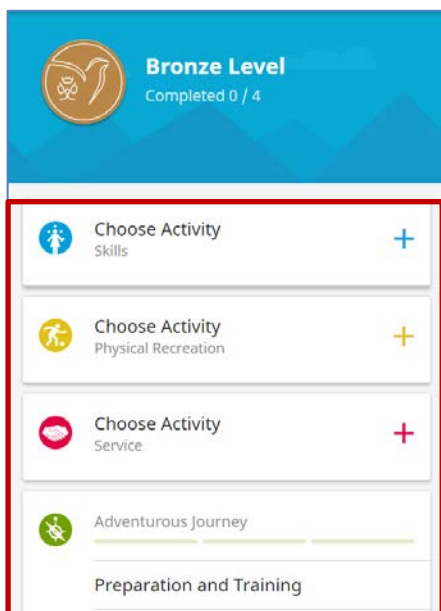 Bronze Level
Completed 0 / 4
Choose Activity
Skills
Choose Activity
Physical Recreation
Choose Activity
Service
Adventurous Journey
Preparation and Training